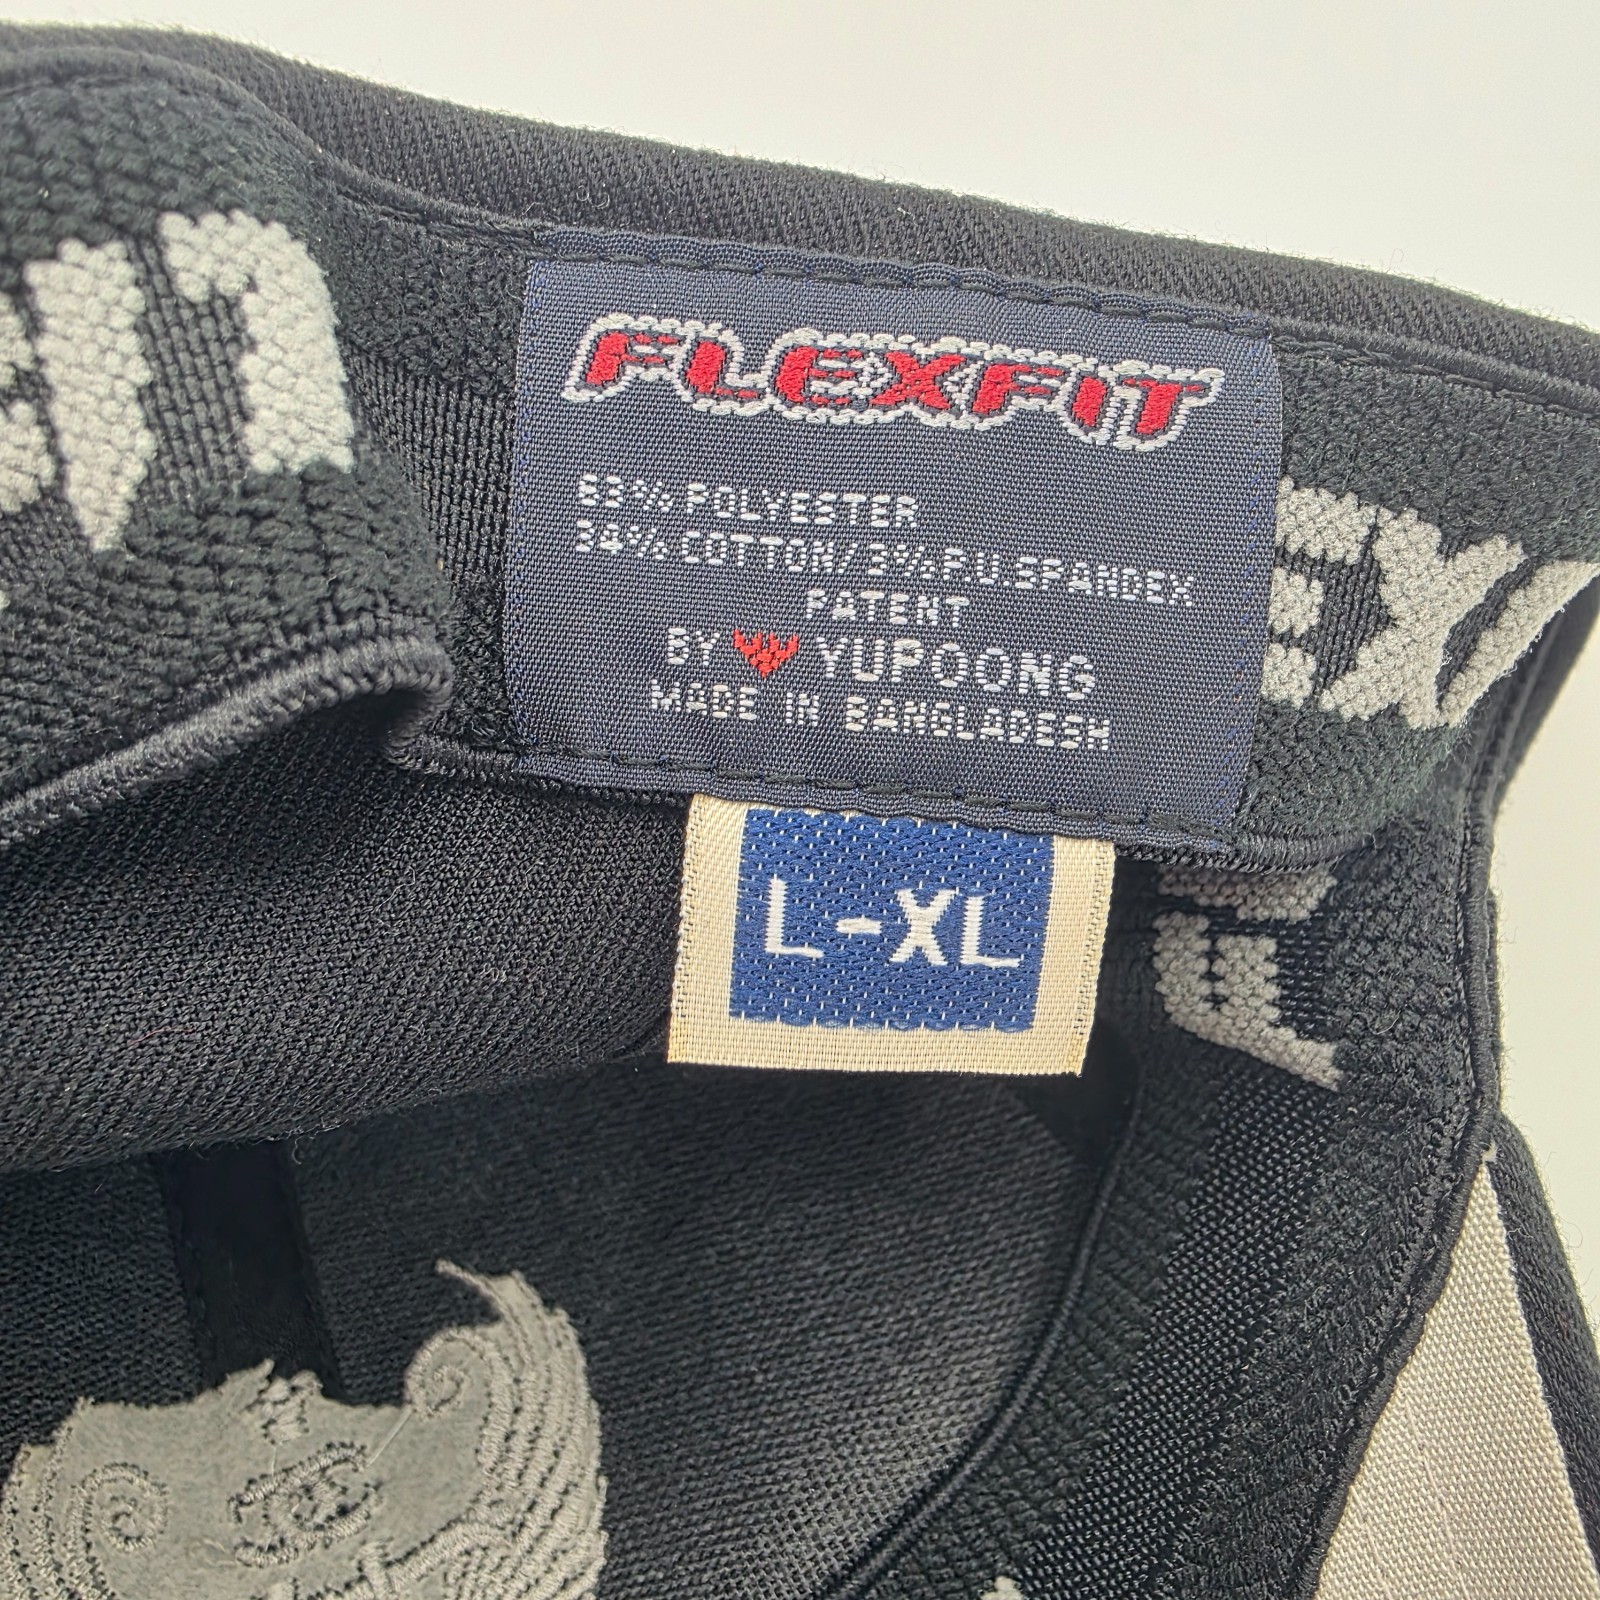 FLEXFIT
63% POLYESTER
34% COTTON/3% P.U.SPANDEX
PATENT
BY YUPOONG
MADE IN BANGLADESH
L-XL